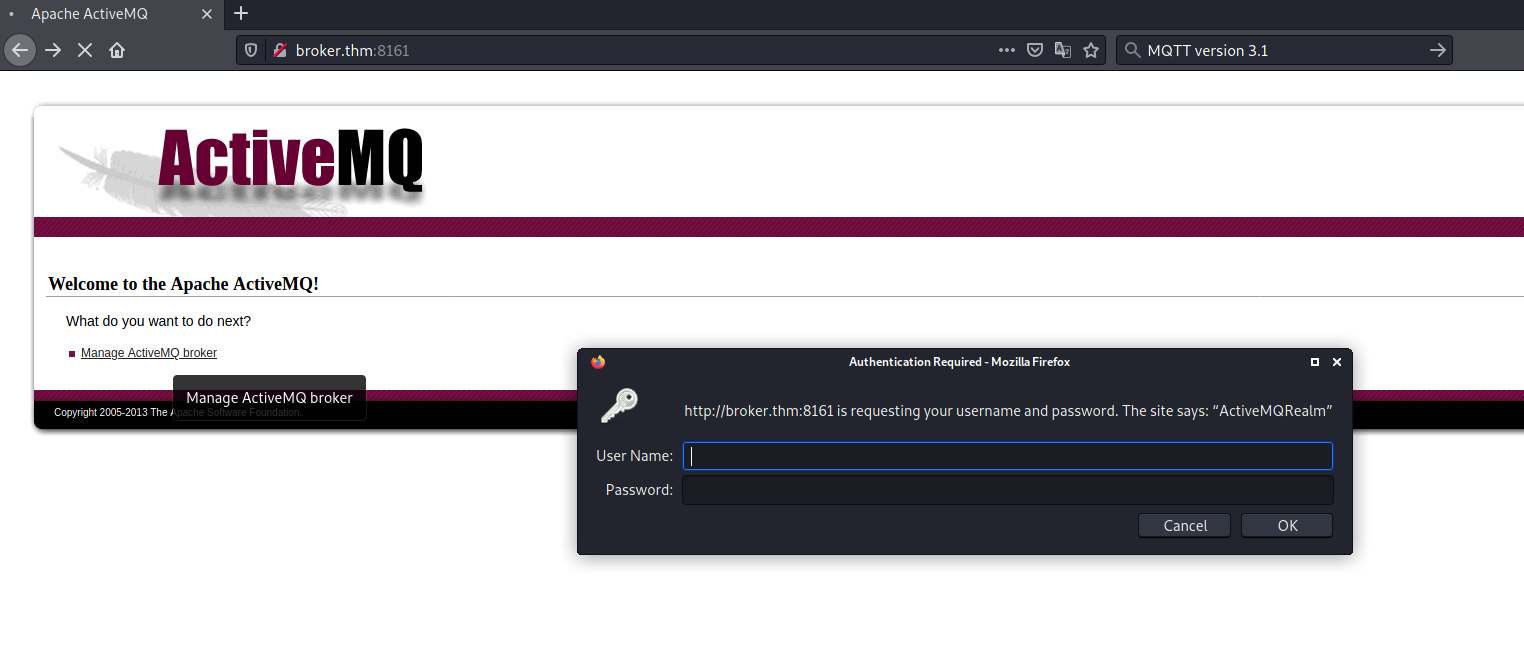 Apache ActiveMQ
broker.thm:8161
MQTT version 3.1
ActiveMQ
Welcome to the Apache ActiveMQ!
What do you want to do next?
Manage ActiveMQ broker
Manage ActiveMQ broker
Copyright 2005-2013 The Apache Software Foundation.
Authentication Required - Mozilla Firefox
http://broker.thm:8161 is requesting your username and password. The site says: “ActiveMQRealm”
User Name:
Password:
Cancel OK